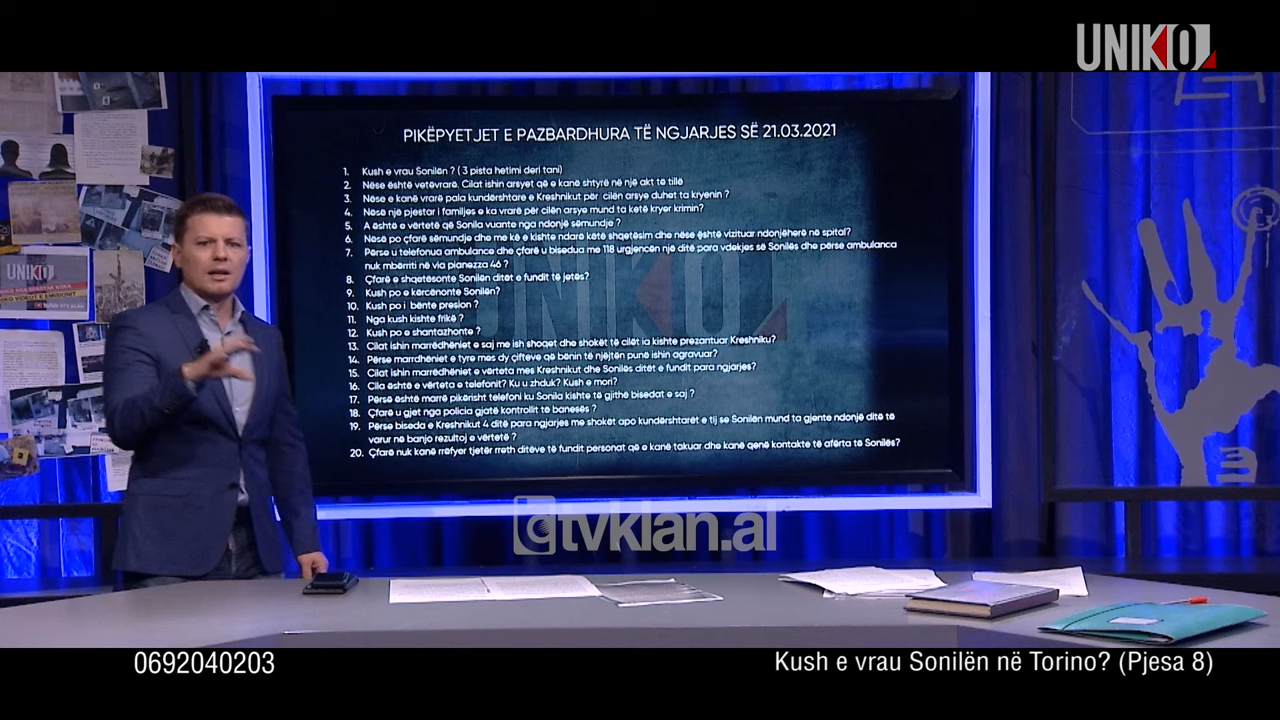 UNIKO
PIKËPYETJET E PAZBARDHURA TË NGJARJES SË 21.03.2021
1. Kush e vrau Sonilën ? ( 3 pista hetimi deri tani)
2. Nëse është vetëvrarë. Cilat ishin arsyet që e kanë shtyrë në një akt të tillë
3. Nëse e kanë vrarë pala kundërshtare e Kreshnikut për cilën arsye duhet ta kryenin ?
4. Nëse një pjestar i familjes e ka vrarë për cilën arsye mund ta ketë kryer krimin?
5. A është e vërtetë që Sonila vuante nga ndonjë sëmundje ?
6. Nëse po çfarë sëmundje dhe me kë e kishte ndarë këtë shqetësim dhe nëse është vizituar ndonjëherë në spital?
7. Përse u telefonua ambulance dhe çfarë u bisedua me 118 urgjencën një ditë para vdekjes së Sonilës dhe përse ambulanca
nuk mbërriti në via pianezza 46 ?
8. Çfarë e shqetësonte Sonilën ditët e fundit të jetës?
9. Kush po e kërcënonte Sonilën?
10. Kush po i bënte presion ?
11. Nga kush kishte frikë ?
12. Kush po e shantazhonte ?
13. Cilat ishin marrëdhëniet e saj me ish shoqet dhe shokët të cilët ia kishte prezantuar Kreshniku?
14. Përse marrdhëniet e tyre mes dy çifteve që bënin të njëjtën punë ishin agravuar?
15. Cilat ishin marrëdhëniet e vërteta mes Kreshnikut dhe Sonilës ditët e fundit para ngjarjes?
16. Cila është e vërteta e telefonit? Ku u zhduk? Kush e mori?
17. Përsë është marrë pikërisht telefoni ku Sonila kishte të gjithë bisedat e saj ?
18. Çfarë u gjet nga policia gjatë kontrollit të banesës ?
19. Përse biseda e Kreshnikut 4 ditë para ngjarjes me shokët apo kundërshtarët e tij se Sonilën mund ta gjente ndonjë ditë të
varur në banjo rezultoj e vërtetë ?
20. Çfarë nuk kanë rrëfyer tjetër rreth ditëve të fundit personat që e kanë takuar dhe kanë qenë kontakte të afërta të Sonilës?
UNIKO
UNIKO
tvklan.al
0692040203
Kush e vrau Sonilën në Torino? (Pjesa 8)